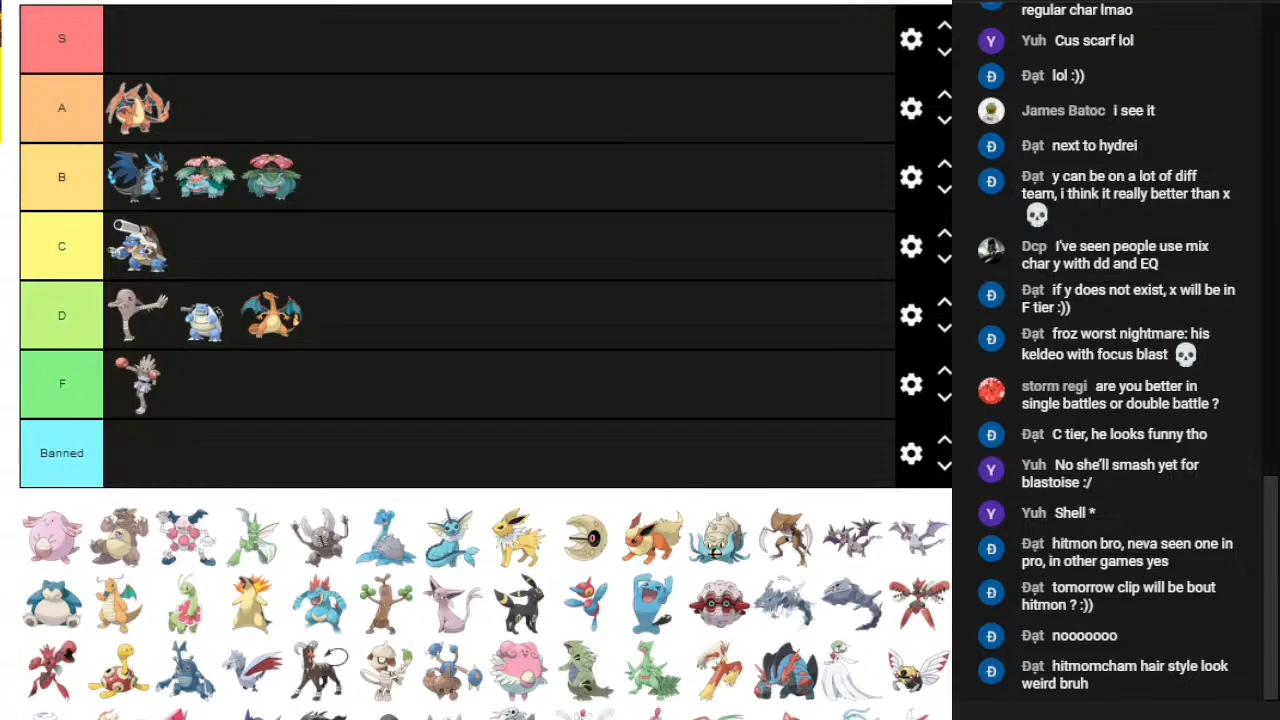 S
A
B
C
D
F
Banned
regular char lmao
Y Yuh Cus scarf lol
Đ Đạt lol :))
James Batoc i see it
Đ Đạt next to hydrei
Đ Đạt y can be on a lot of diff
team, i think it really better than x
Dcp I've seen people use mix
char y with dd and EQ
Đ Đạt if y does not exist, x will be in
F tier :))
Đ Đạt froz worst nightmare: his
keldeo with focus blast
storm regi are you better in
single battles or double battle ?
Đ Đạt C tier, he looks funny tho
Y Yuh No she'll smash yet for
blastoise :/
Y Yuh Shell *
Đ Đạt hitmon bro, neva seen one in
pro, in other games yes
Đ Đạt tomorrow clip will be bout
hitmon ? :))
Đ Đạt nooooooo
Đ Đạt hitmomcham hair style look
weird bruh